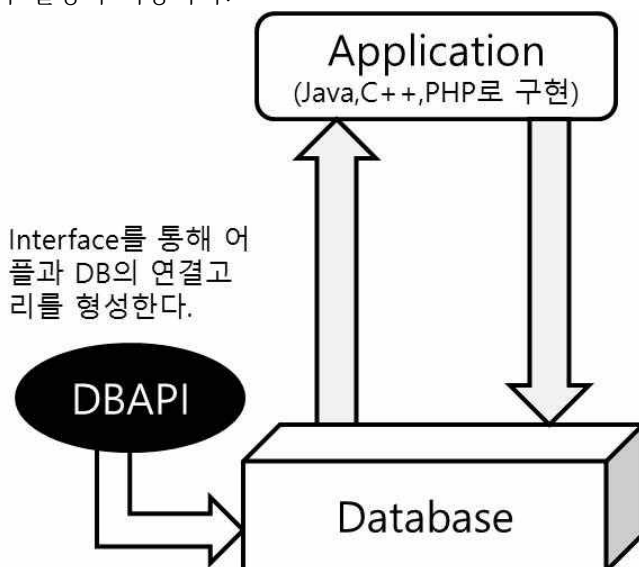 Application
(Java,C++,PHP로 구현)
Interface를 통해 어
플과 DB의 연결고
리를 형성한다.
DBAPI
Database